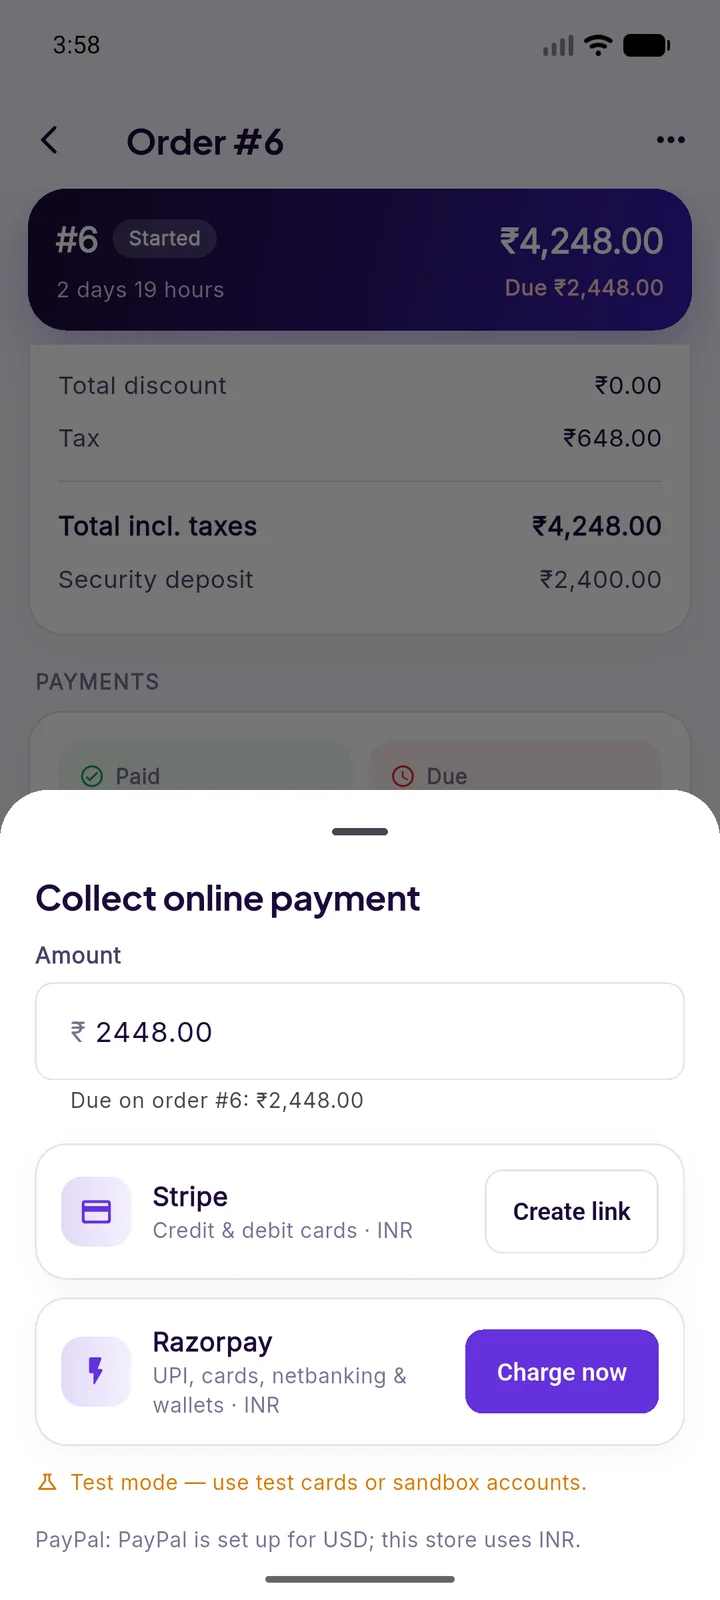 3:58
Order #6
#6 Started ₹4,248.00
2 days 19 hours Due ₹2,448.00
Total discount ₹0.00
Tax ₹648.00
Total incl. taxes ₹4,248.00
Security deposit ₹2,400.00
PAYMENTS
Paid Due
Collect online payment
Amount
₹ 2448.00
Due on order #6: ₹2,448.00
Stripe
Credit & debit cards · INR
Create link
Razorpay
UPI, cards, netbanking &
wallets · INR
Charge now
Test mode — use test cards or sandbox accounts.
PayPal: PayPal is set up for USD; this store uses INR.